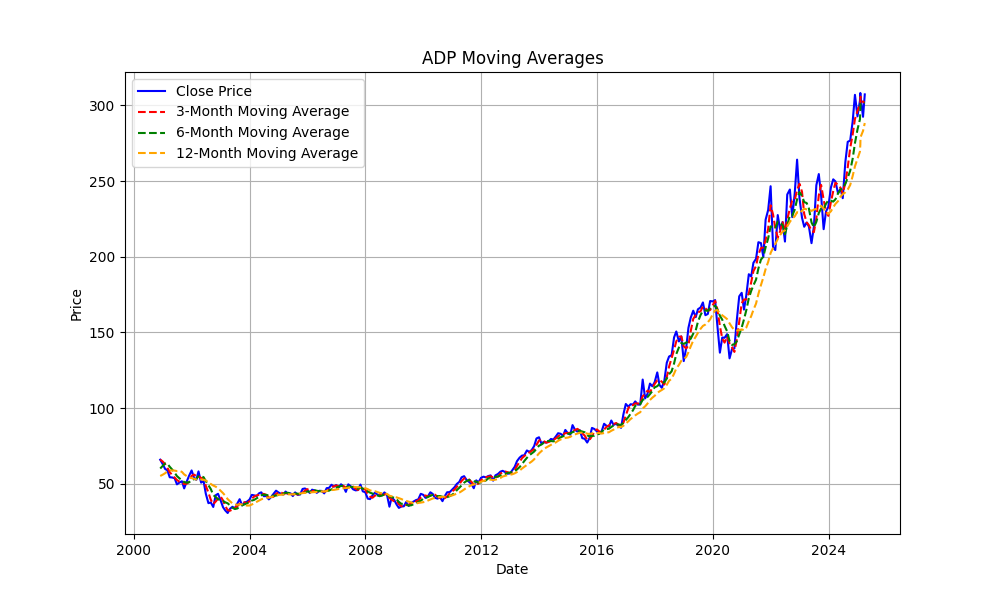 ADP Moving Averages
Close Price
3-Month Moving Average
6-Month Moving Average
12-Month Moving Average
300
250
200
150
100
50
Price
2000 2004 2008 2012 2016 2020 2024
Date